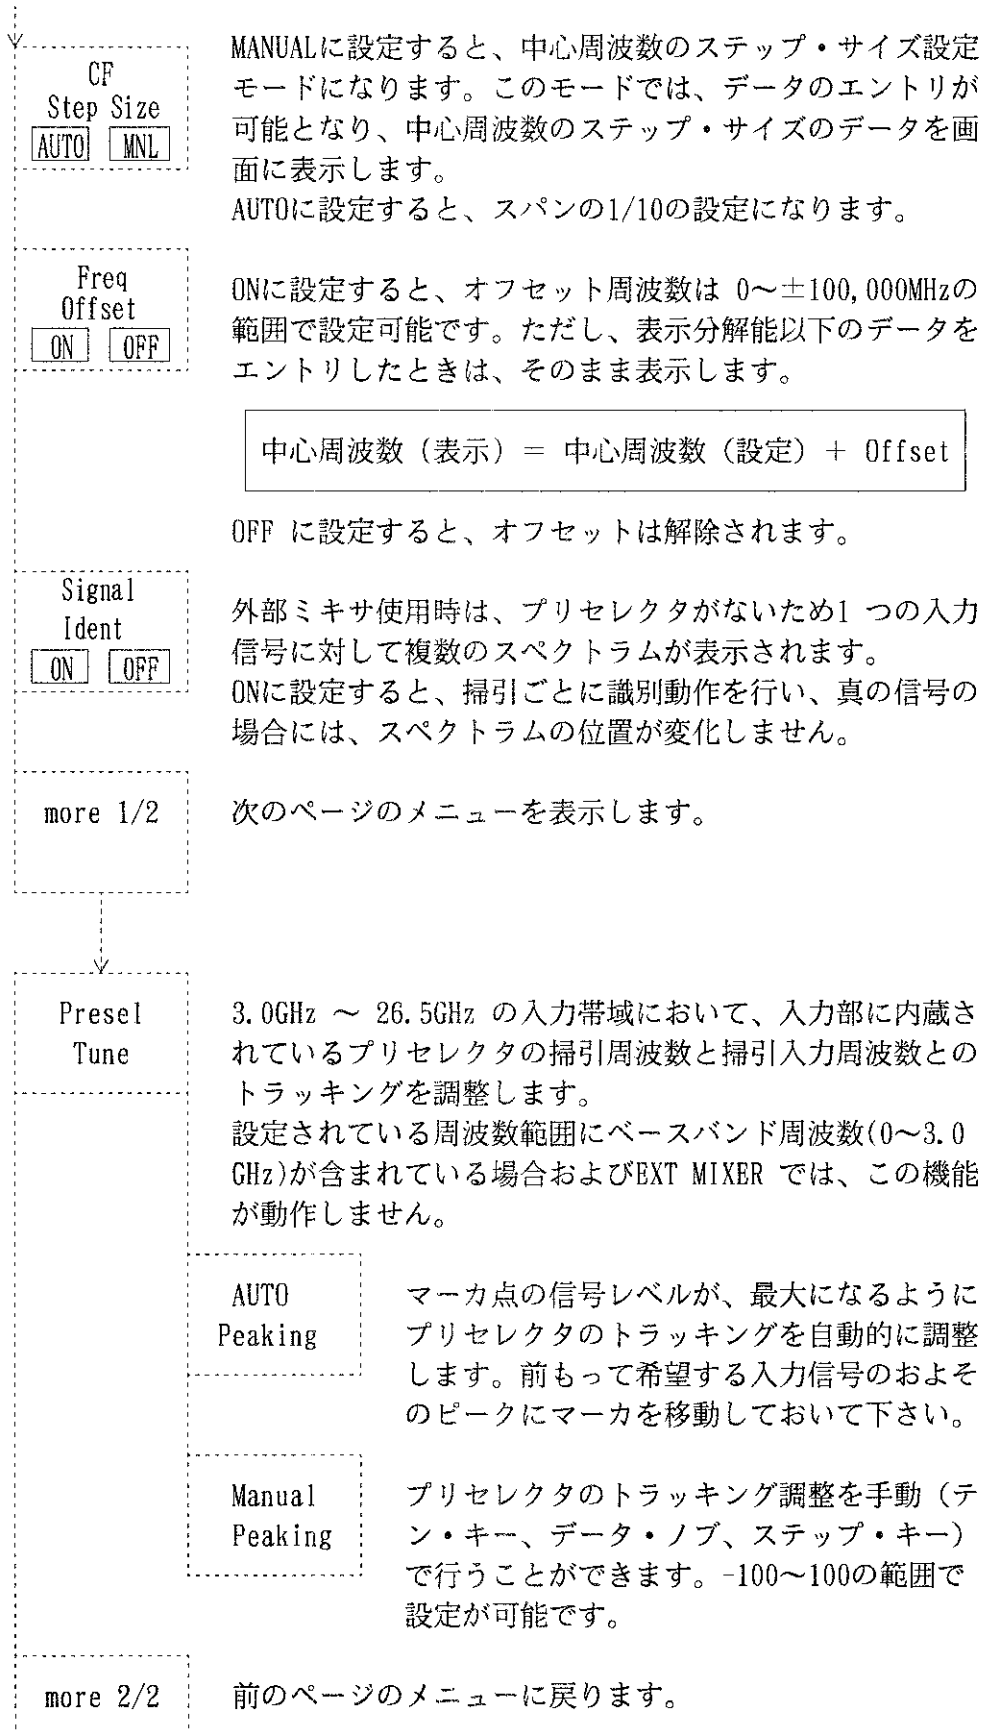 CF
Step Size
AUTO MNL
MANUALに設定すると、中心周波数のステップ・サイズ設定
モードになります。このモードでは、データのエントリが
可能となり、中心周波数のステップ・サイズのデータを画
面に表示します。
AUTOに設定すると、スパンの1/10の設定になります。
Freq
Offset
ON OFF
ONに設定すると、オフセット周波数は 0〜±100,000MHzの
範囲で設定可能です。ただし、表示分解能以下のデータを
エントリしたときは、そのまま表示します。
中心周波数（表示）＝ 中心周波数（設定）＋ Offset
OFF に設定すると、オフセットは解除されます。
Signal
Ident
ON OFF
外部ミキサ使用時は、プリセレクタがないため1 つの入力
信号に対して複数のスペクトラムが表示されます。
ONに設定すると、掃引ごとに識別動作を行い、真の信号の
場合には、スペクトラムの位置が変化しません。
more 1/2
次のページのメニューを表示します。
Presel
Tune
3.0GHz 〜 26.5GHz の入力帯域において、入力部に内蔵さ
れているプリセレクタの掃引周波数と掃引入力周波数との
トラッキングを調整します。
設定されている周波数範囲にベースバンド周波数(0〜3.0
GHz)が含まれている場合およびEXT MIXER では、この機能
が動作しません。
AUTO
Peaking
マーカ点の信号レベルが、最大になるように
プリセレクタのトラッキングを自動的に調整
します。前もって希望する入力信号のおよそ
のピークにマーカを移動しておいて下さい。
Manual
Peaking
プリセレクタのトラッキング調整を手動（テ
ン・キー、データ・ノブ、ステップ・キー）
で行うことができます。-100〜100の範囲で
設定が可能です。
more 2/2
前のページのメニューに戻ります。